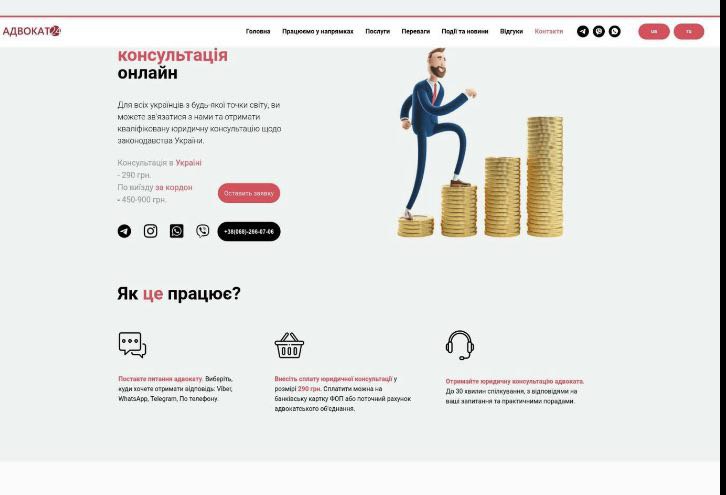 АДВОКАТ24
Головна Працюємо у напрямках Послуги Переваги Події та новини Відгуки Контакти
консультація
онлайн
Для всіх українців з будь-якої точки світу, ви
можете зв'язатися з нами та отримати
кваліфіковану юридичну консультацію щодо
законодавства України.
Консультація в Україні
- 290 грн.
По виїзду за кордон
- 450-900 грн.
Оставить заявку
+38(066)-266-07-06
Як це працює?
Поставте питання адвокату. Виберіть,
куди хочете отримати відповідь: Viber,
WhatsApp, Telegram, По телефону.
Внесіть сплату юридичної консультації у
розмірі 290 грн. Сплатити можна на
банківську картку ФОП або поточний рахунок
адвокатського об'єднання.
Отримайте юридичну консультацію адвоката.
До 30 хвилин спілкування, з відповідями на
ваші запитання та практичними порадами.